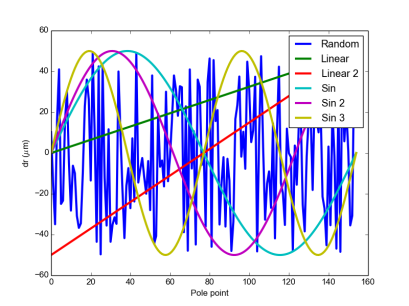 60
40
20
0
−20
−40
−60
dr (μm)
Random
Linear
Linear 2
Sin
Sin 2
Sin 3
0 20 40 60 80 100 120 140 160
Pole point